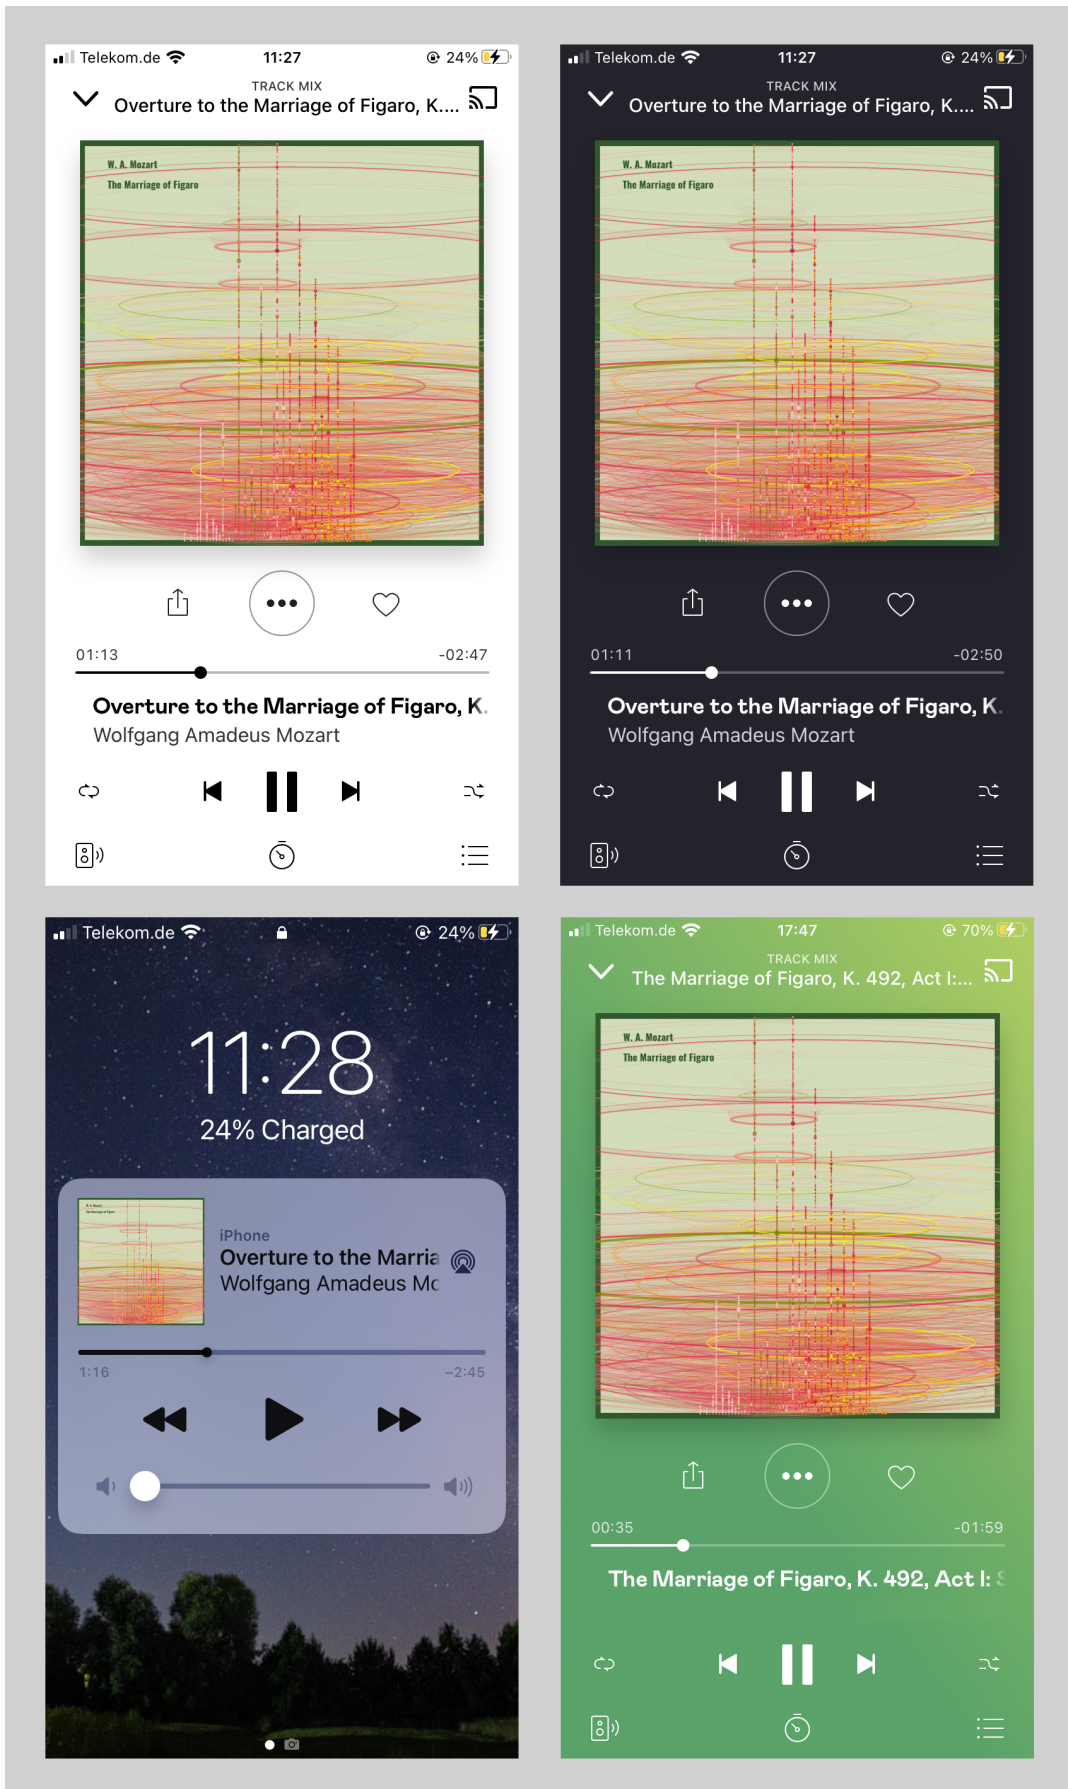 Telekom.de 11:27 24%
TRACK MIX
Overture to the Marriage of Figaro, K....
W. A. Mozart
The Marriage of Figaro
01:13 -02:47
Overture to the Marriage of Figaro, K.
Wolfgang Amadeus Mozart
Telekom.de 11:27 24%
TRACK MIX
Overture to the Marriage of Figaro, K....
W. A. Mozart
The Marriage of Figaro
01:11 -02:50
Overture to the Marriage of Figaro, K.
Wolfgang Amadeus Mozart
Telekom.de 24%
11:28
24% Charged
W. A. Mozart
The Marriage of Figaro
iPhone
Overture to the Marria
Wolfgang Amadeus Mo
1:16 −2:45
Telekom.de 17:47 70%
TRACK MIX
The Marriage of Figaro, K. 492, Act I:...
W. A. Mozart
The Marriage of Figaro
00:35 -01:59
The Marriage of Figaro, K. 492, Act I: S